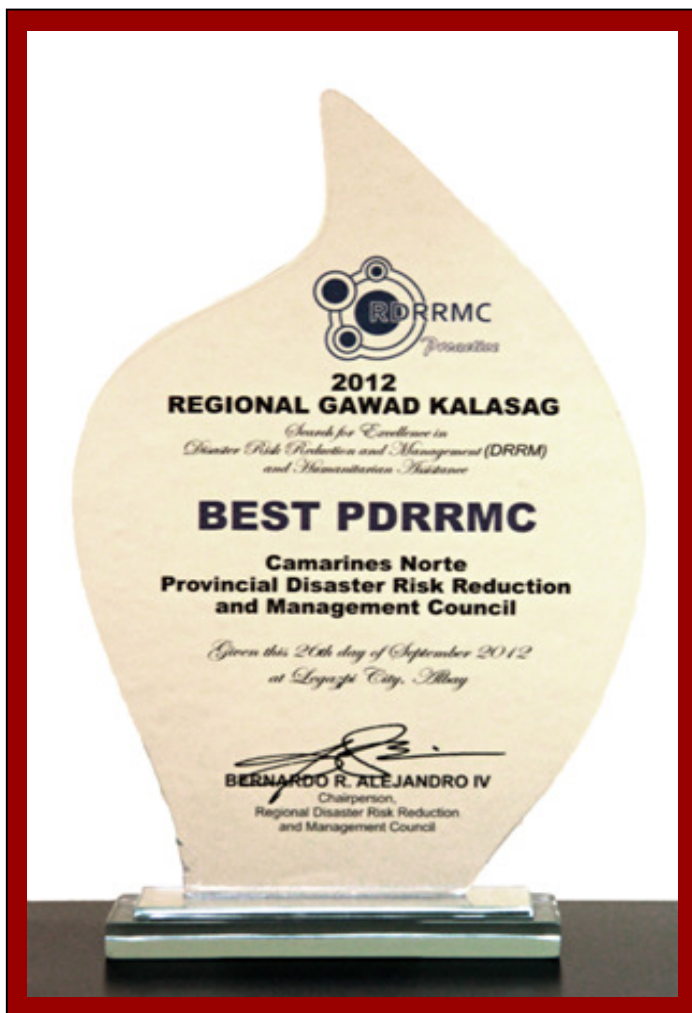 RDRRMC
Proactive
2012
REGIONAL GAWAD KALASAG
Search for Excellence in
Disaster Risk Reduction and Management (DRRM)
and Humanitarian Assistance
BEST PDRRMC
Camarines Norte
Provincial Disaster Risk Reduction
and Management Council
Given this 26th day of September 2012
at Legazpi City, Albay
BERNARDO R. ALEJANDRO IV
Chairperson,
Regional Disaster Risk Reduction
and Management Council